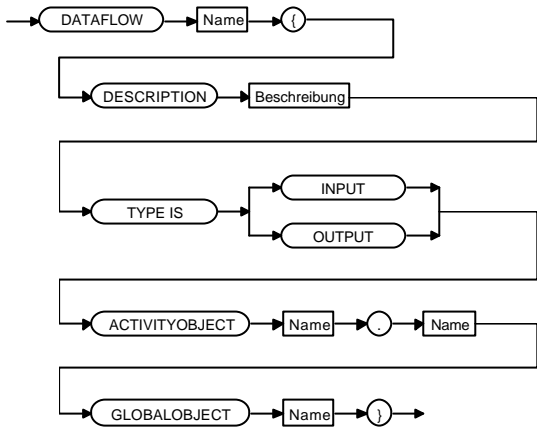 DATAFLOW Name {
DESCRIPTION Beschreibung
INPUT
TYPE IS
OUTPUT
ACTIVITYOBJECT Name . Name
GLOBALOBJECT Name }